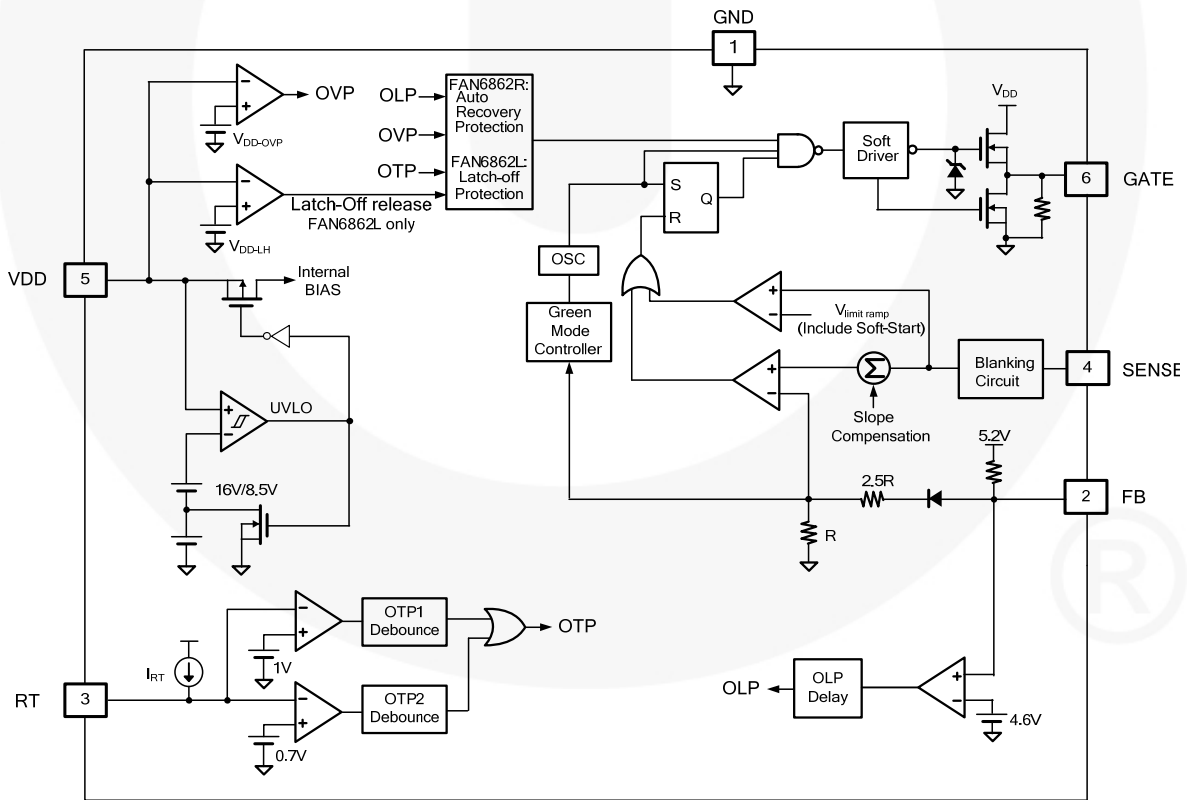 GND
1
OVP
V_DD-OVP
OLP
OVP
OTP
FAN6862R:
Auto
Recovery
Protection
FAN6862L:
Latch-off
Protection
V_DD
Soft
Driver
6
GATE
Latch-Off release
FAN6862L only
V_DD-LH
S
R
Q
VDD
5
Internal
BIAS
OSC
Green
Mode
Controller
+
−
V_limit ramp
(Include Soft-Start)
+
−
Σ
Slope
Compensation
Blanking
Circuit
4
SENSE
UVLO
+
−
16V/8.5V
5.2V
2.5R
R
2
FB
−
+
1V
OTP1
Debounce
OTP
I_RT
RT
3
−
+
0.7V
OTP2
Debounce
OLP
OLP
Delay
+
−
4.6V
®